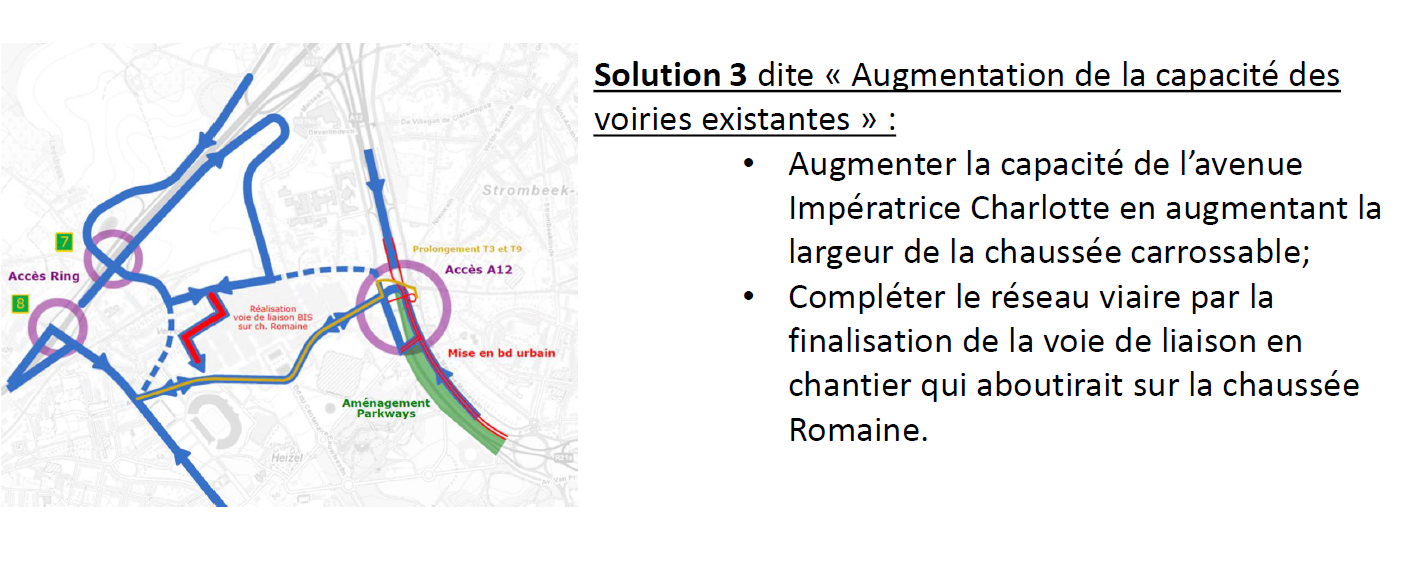 Solution 3 dite « Augmentation de la capacité des
voiries existantes » :
• Augmenter la capacité de l’avenue
Impératrice Charlotte en augmentant la
largeur de la chaussée carrossable;
• Compléter le réseau viaire par la
finalisation de la voie de liaison en
chantier qui aboutirait sur la chaussée
Romaine.
Strombeek-
Prolongement T3 et T9
7
Accès Ring
Accès A12
8
Réalisation
voie de liaison BIS
sur ch. Romaine
Mise en bd urbain
Aménagement
Parkways
Heizel